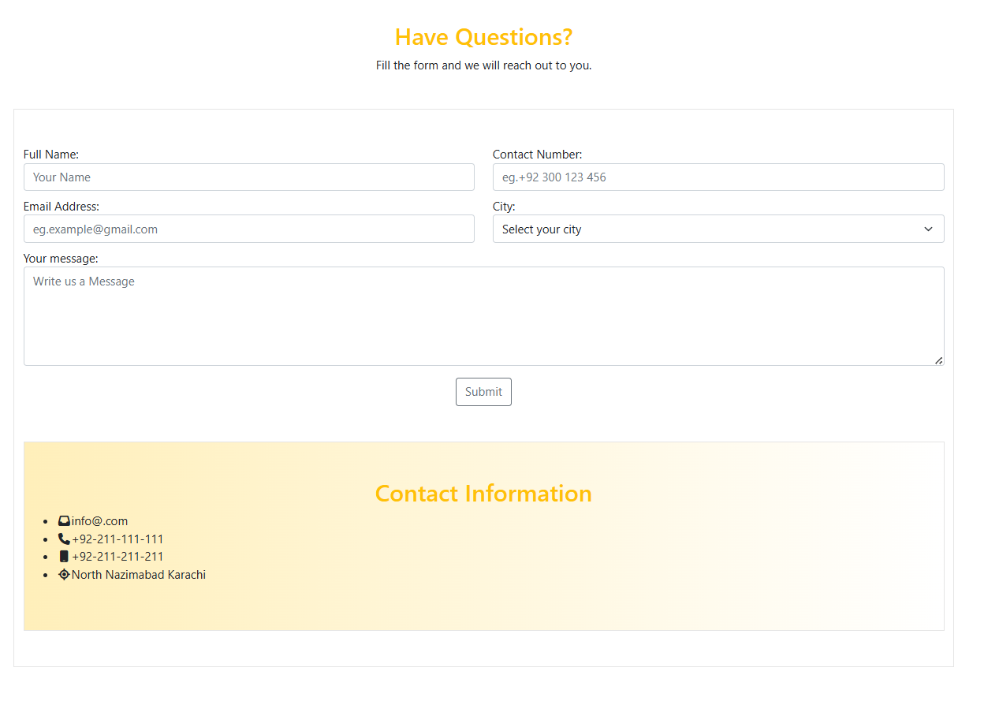 Have Questions?
Fill the form and we will reach out to you.
Full Name:
Your Name
Contact Number:
eg.+92 300 123 456
Email Address:
eg.example@gmail.com
City:
Select your city
Your message:
Write us a Message
Submit
Contact Information
info@.com
+92-211-111-111
+92-211-211-211
North Nazimabad Karachi